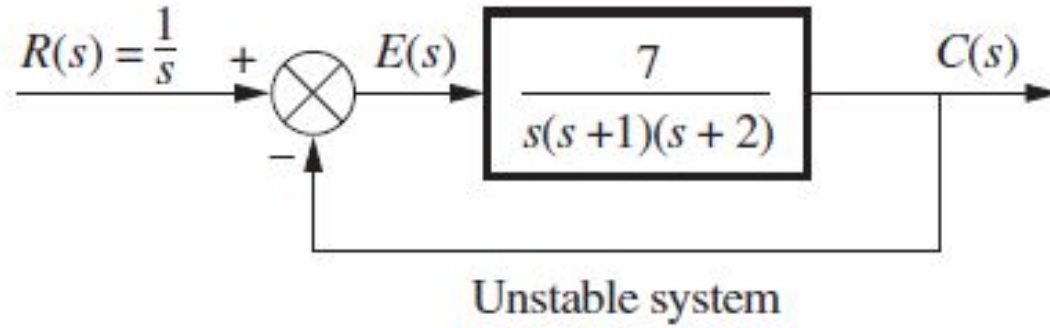 R(s) = 1/s
+
−
E(s)
7
s(s +1)(s + 2)
C(s)
Unstable system